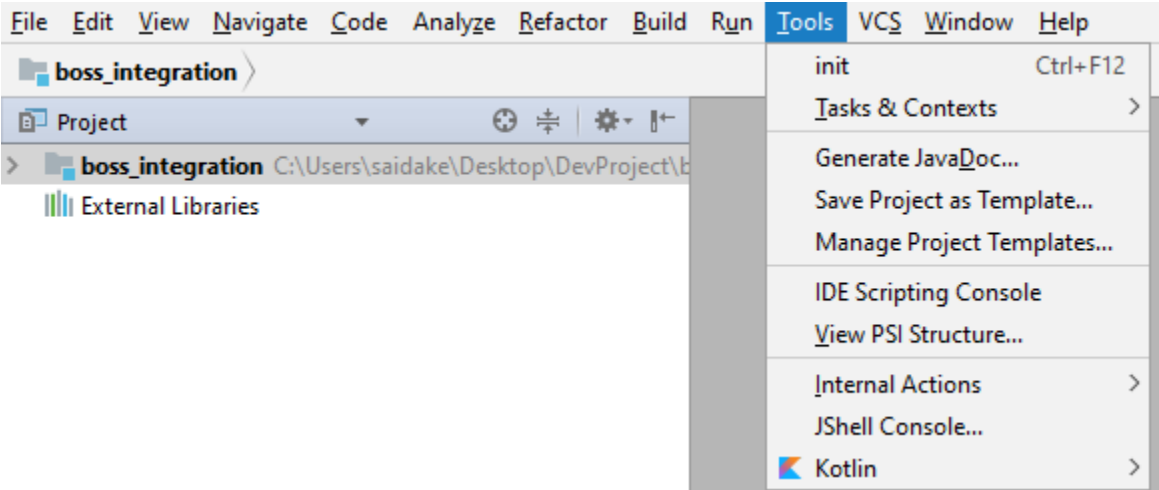 File Edit View Navigate Code Analyze Refactor Build Run Tools VCS Window Help
boss_integration
Project
boss_integration C:\Users\saidake\Desktop\DevProject\b
External Libraries
init Ctrl+F12
Tasks & Contexts
Generate JavaDoc...
Save Project as Template...
Manage Project Templates...
IDE Scripting Console
View PSI Structure...
Internal Actions
JShell Console...
Kotlin